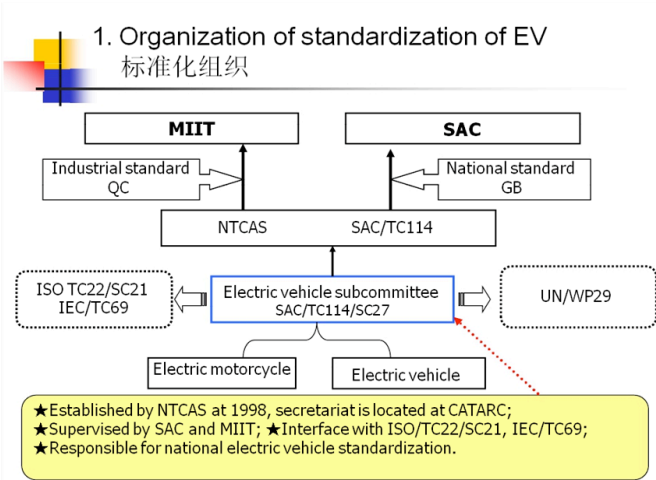 1. Organization of standardization of EV
标准化组织
MIIT
SAC
Industrial standard
QC
National standard
GB
NTCAS
SAC/TC114
ISO TC22/SC21
IEC/TC69
Electric vehicle subcommittee
SAC/TC114/SC27
UN/WP29
Electric motorcycle
Electric vehicle
★Established by NTCAS at 1998, secretariat is located at CATARC;
★Supervised by SAC and MIIT; ★Interface with ISO/TC22/SC21, IEC/TC69;
★Responsible for national electric vehicle standardization.